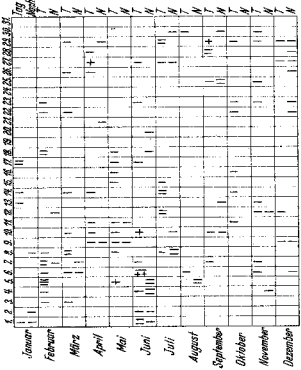 Tag
Nacht
1. 2. 3. 4. 5. 6. 7. 8. 9. 10. 11. 12. 13. 14. 15. 16. 17. 18. 19. 20. 21. 22. 23. 24. 25. 26. 27. 28. 29. 30. 31.
Januar T N
Februar T N
März T N
April T N
Mai T N
Juni T N
Juli T N
August T N
September T N
Oktober T N
November T N
Dezember T N